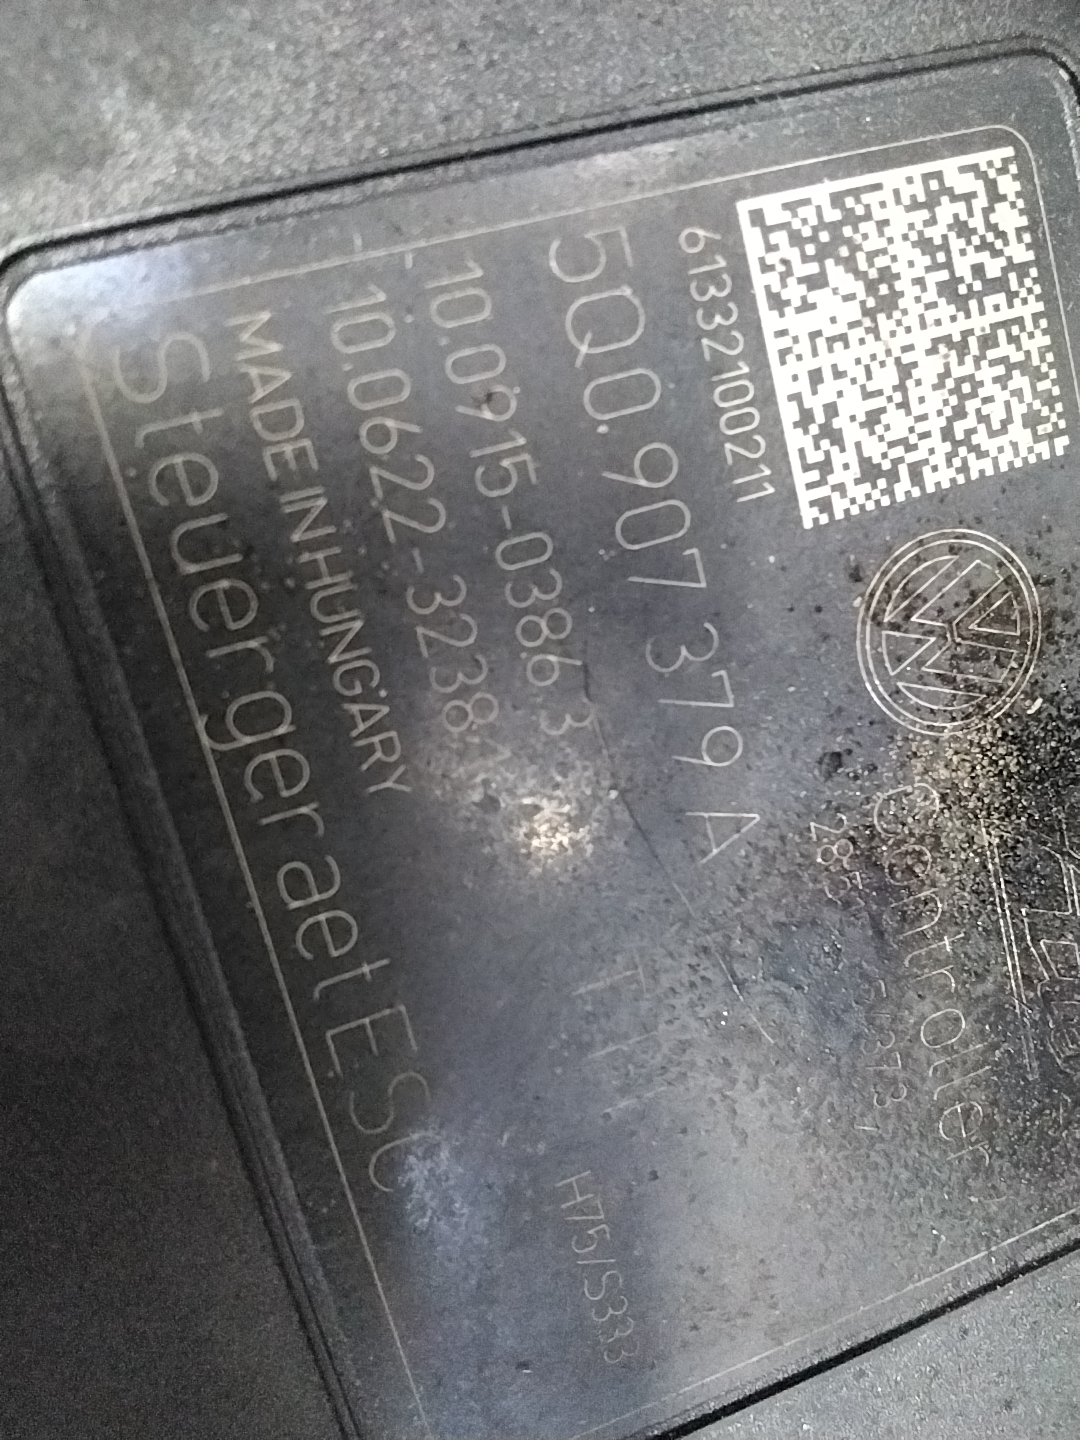 Controller
6133210021 1
5Q0.907 379 A
10.0915-0386.3
H75/S333
10.0622-3238
MADE IN HUNGARY
Steuergeraet ESC